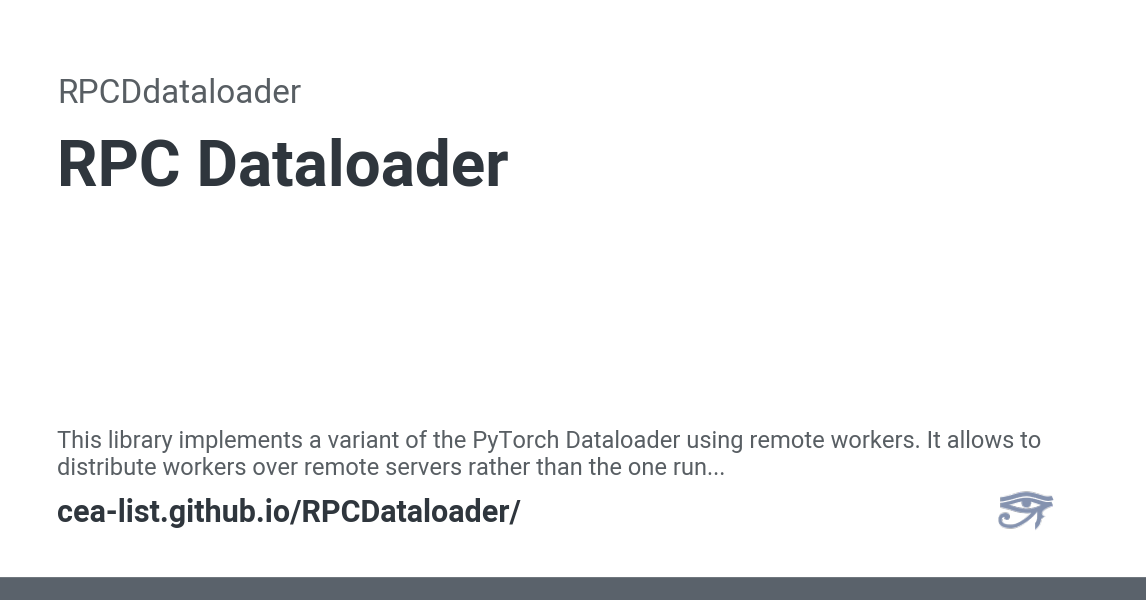 RPCDdataloader
RPC Dataloader
This library implements a variant of the PyTorch Dataloader using remote workers. It allows to
distribute workers over remote servers rather than the one run...
cea-list.github.io/RPCDataloader/